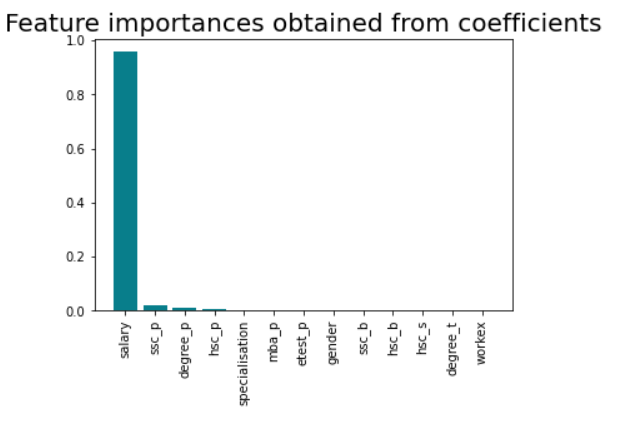 Feature importances obtained from coefficients
1.0
0.8
0.6
0.4
0.2
0.0
salary
ssc_p
degree_p
hsc_p
specialisation
mba_p
etest_p
gender
ssc_b
hsc_b
hsc_s
degree_t
workex